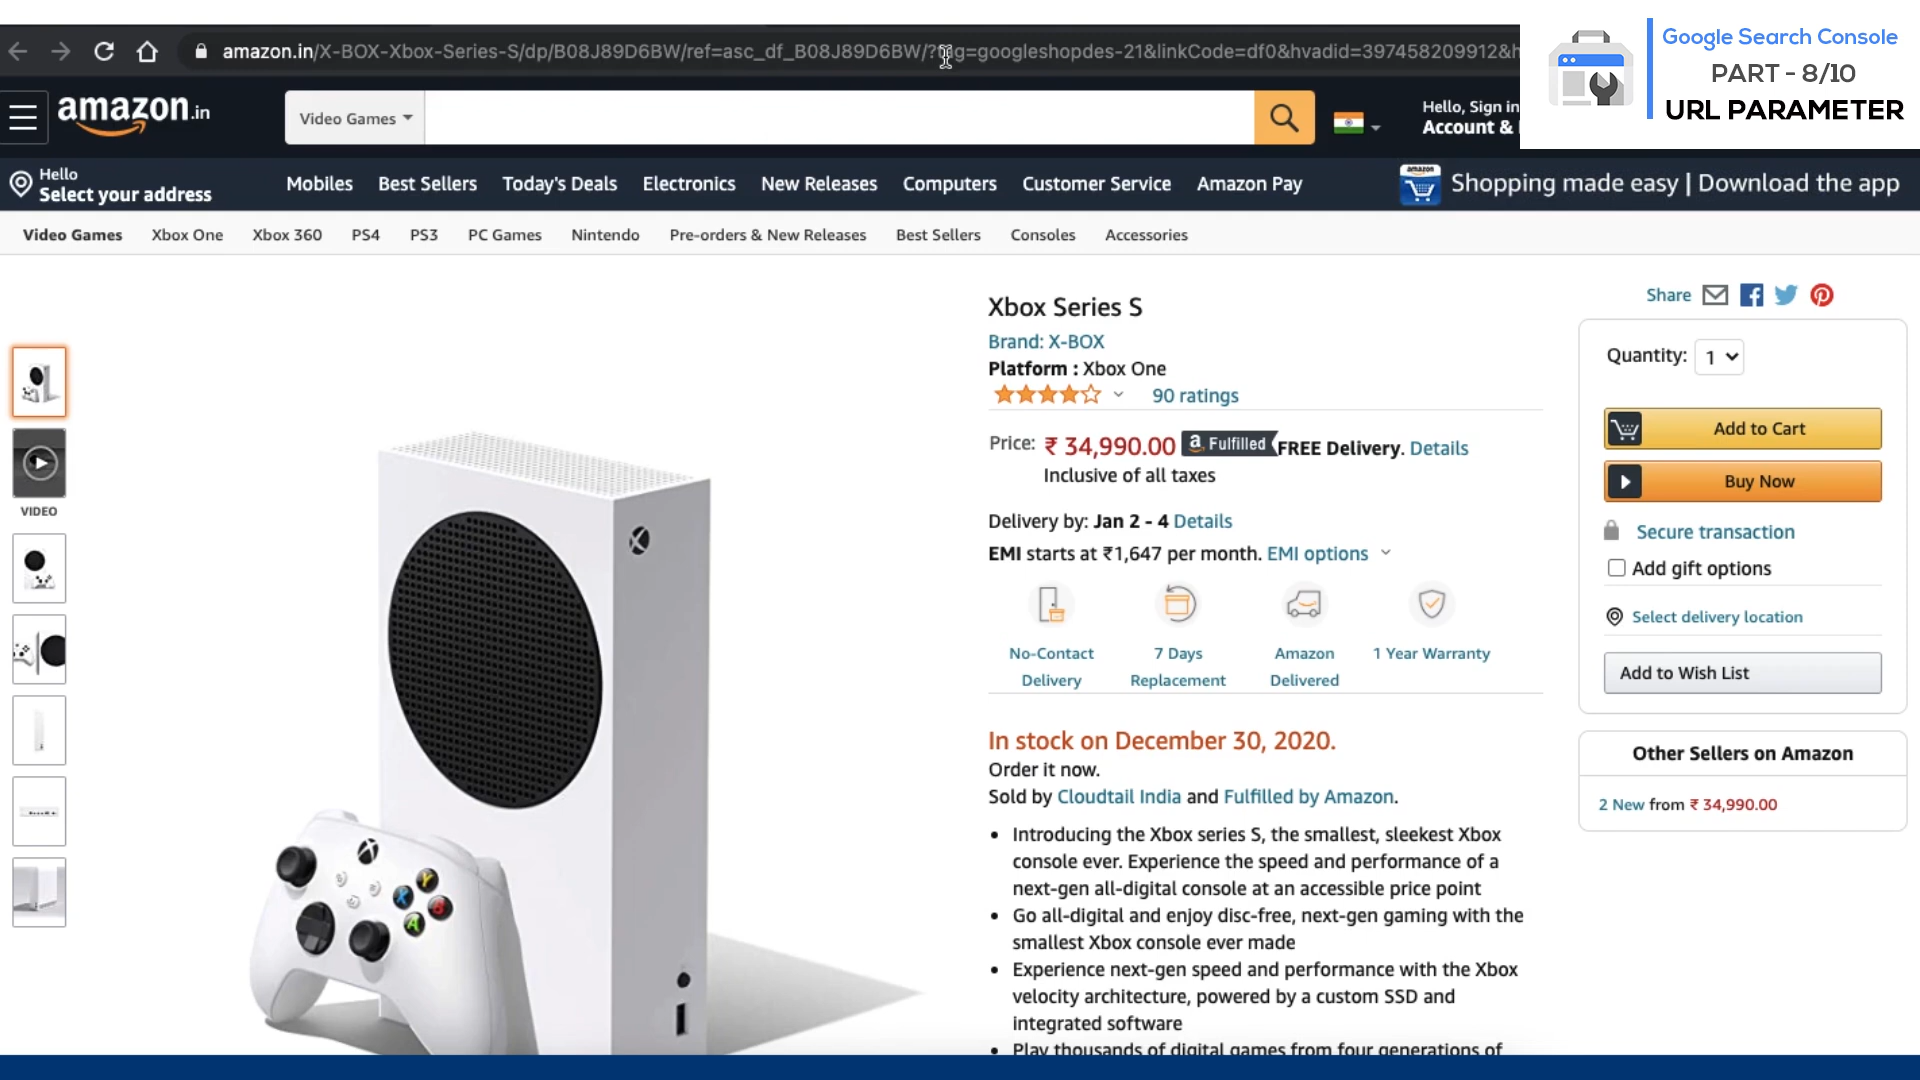 amazon.in/X-BOX-Xbox-Series-S/dp/B08J89D6BW/ref=asc_df_B08J89D6BW/? g=googleshopdes-21&linkCode=df0&hvadid=397458209912&h
Google Search Console
PART - 8/10
URL PARAMETER
amazon.in
Video Games
Hello, Sign in
Account &
Hello
Select your address
Mobiles Best Sellers Today's Deals Electronics New Releases Computers Customer Service Amazon Pay
amazon
Shopping made easy | Download the app
Video Games Xbox One Xbox 360 PS4 PS3 PC Games Nintendo Pre-orders & New Releases Best Sellers Consoles Accessories
VIDEO
Y
X
B
A
Xbox Series S
Brand: X-BOX
Platform : Xbox One
90 ratings
Price: ₹ 34,990.00 a Fulfilled FREE Delivery. Details
Inclusive of all taxes
Delivery by: Jan 2 - 4 Details
EMI starts at ₹1,647 per month. EMI options
No-Contact Delivery
7 Days Replacement
Amazon Delivered
1 Year Warranty
In stock on December 30, 2020.
Order it now.
Sold by Cloudtail India and Fulfilled by Amazon.
• Introducing the Xbox series S, the smallest, sleekest Xbox
console ever. Experience the speed and performance of a
next-gen all-digital console at an accessible price point
• Go all-digital and enjoy disc-free, next-gen gaming with the
smallest Xbox console ever made
• Experience next-gen speed and performance with the Xbox
velocity architecture, powered by a custom SSD and
integrated software
• Play thousands of digital games from four generations of
Share
Quantity: 1
Add to Cart
Buy Now
Secure transaction
Add gift options
Select delivery location
Add to Wish List
Other Sellers on Amazon
2 New from ₹ 34,990.00